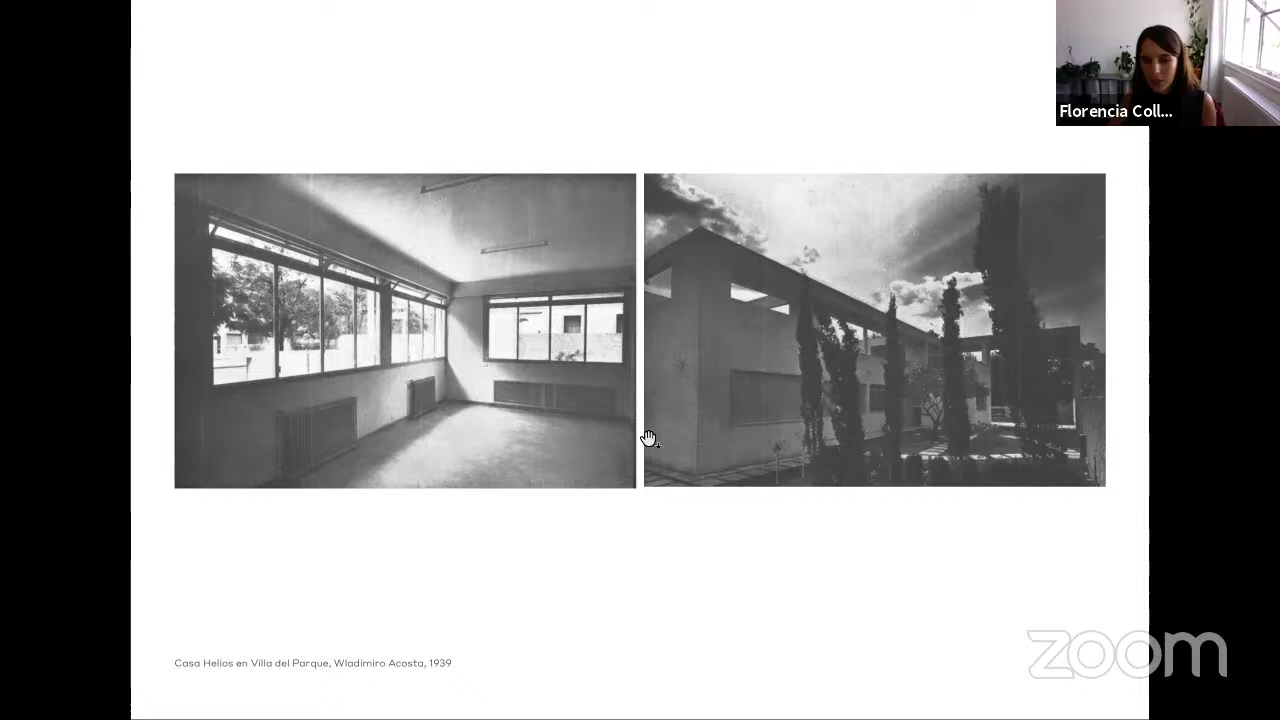 Florencia Coll...
Casa Helios en Villa del Parque, Wladimiro Acosta, 1939
zoom